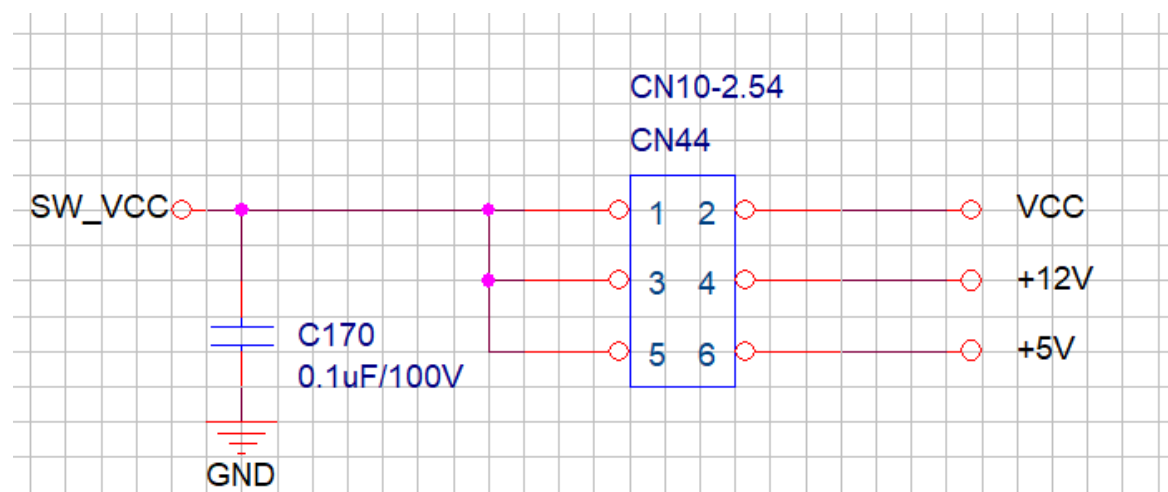 CN10-2.54
CN44
SW_VCC
1 2
VCC
3 4
+12V
5 6
+5V
C170
0.1uF/100V
GND